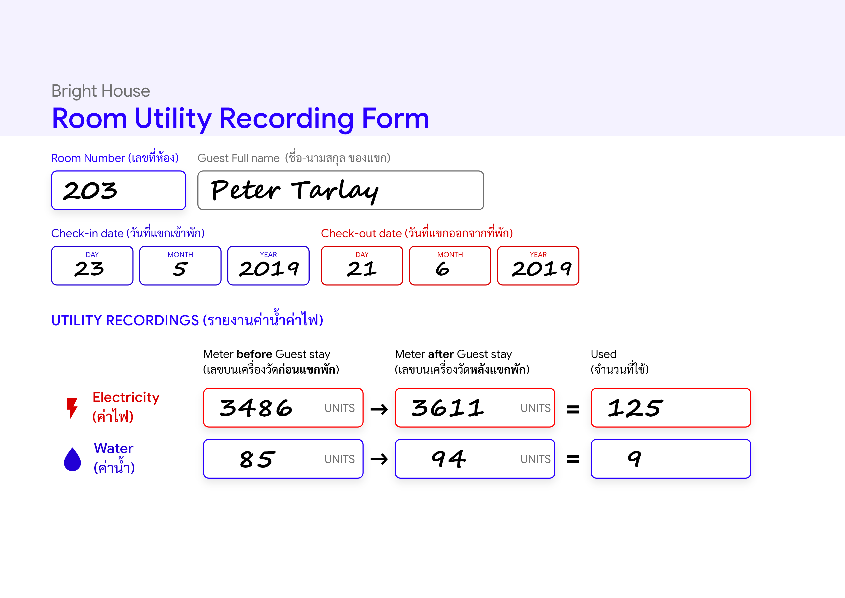 Bright House
Room Utility Recording Form
Room Number (เลขที่ห้อง) Guest Full name (ชื่อ-นามสกุล ของแขก)
203 Peter Tarlay
Check-in date (วันที่แขกเข้าพัก) Check-out date (วันที่แขกออกจากที่พัก)
DAY MONTH YEAR DAY MONTH YEAR
23 5 2019 21 6 2019
UTILITY RECORDINGS (รายงานค่าน้ำค่าไฟ)
Meter before Guest stay Meter after Guest stay Used
(เลขบนเครื่องวัดก่อนแขกพัก) (เลขบนเครื่องวัดหลังแขกพัก) (จำนวนที่ใช้)
Electricity
(ค่าไฟ) 3486 UNITS → 3611 UNITS = 125
Water
(ค่าน้ำ) 85 UNITS → 94 UNITS = 9